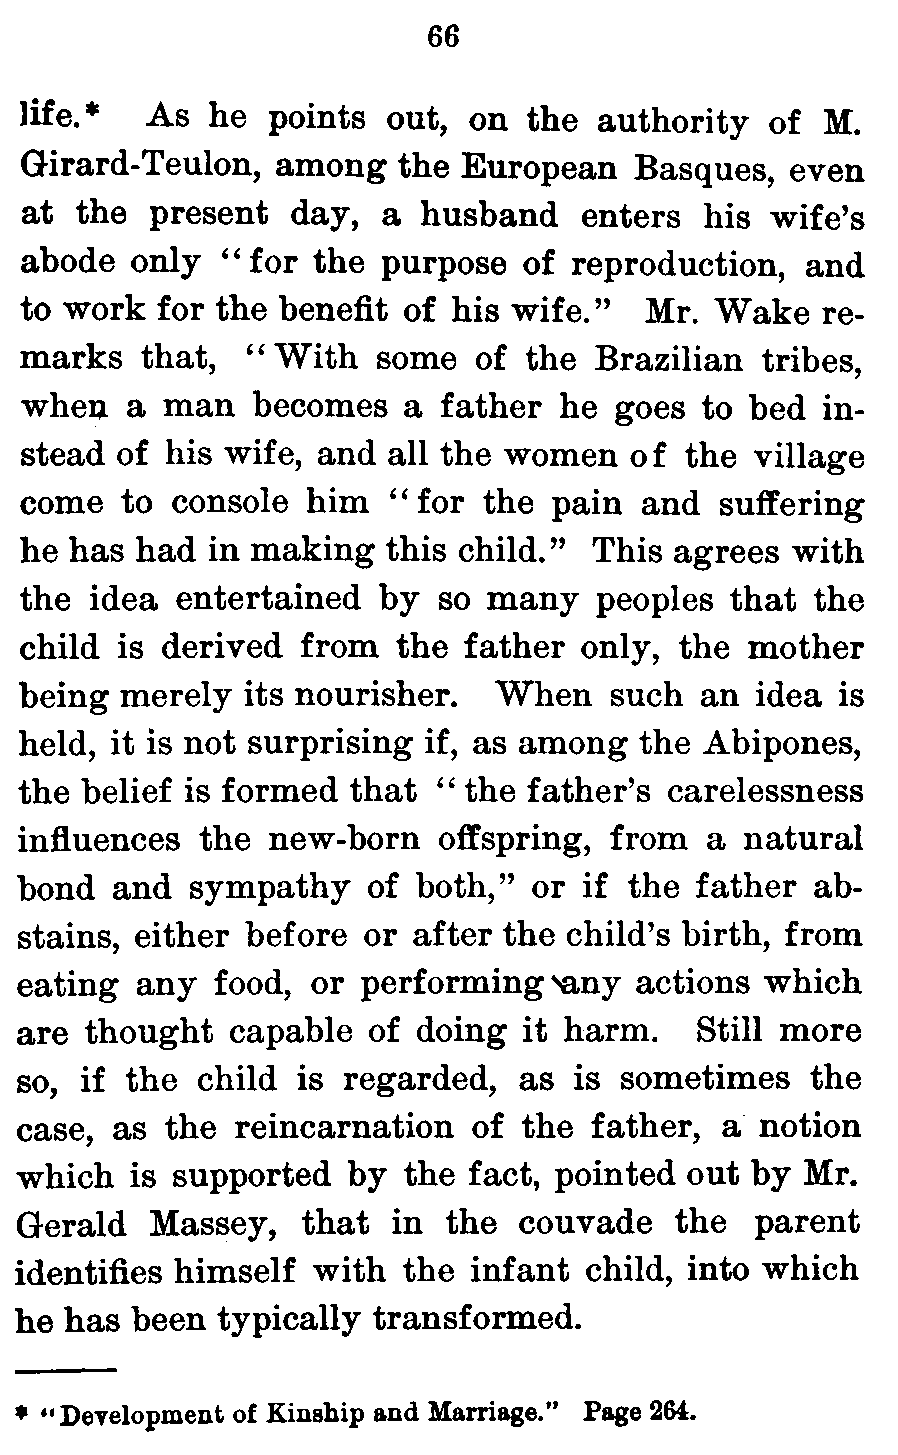 66
life.* As he points out, on the authority of M.
Girard-Teulon, among the European Basques, even
at the present day, a husband enters his wife's
abode only "for the purpose of reproduction, and
to work for the benefit of his wife." Mr. Wake re-
marks that, "With some of the Brazilian tribes,
when a man becomes a father he goes to bed in-
stead of his wife, and all the women of the village
come to console him "for the pain and suffering
he has had in making this child." This agrees with
the idea entertained by so many peoples that the
child is derived from the father only, the mother
being merely its nourisher. When such an idea is
held, it is not surprising if, as among the Abipones,
the belief is formed that "the father's carelessness
influences the new-born offspring, from a natural
bond and sympathy of both," or if the father ab-
stains, either before or after the child's birth, from
eating any food, or performing any actions which
are thought capable of doing it harm. Still more
so, if the child is regarded, as is sometimes the
case, as the reincarnation of the father, a notion
which is supported by the fact, pointed out by Mr.
Gerald Massey, that in the couvade the parent
identifies himself with the infant child, into which
he has been typically transformed.
* "Development of Kinship and Marriage." Page 264.